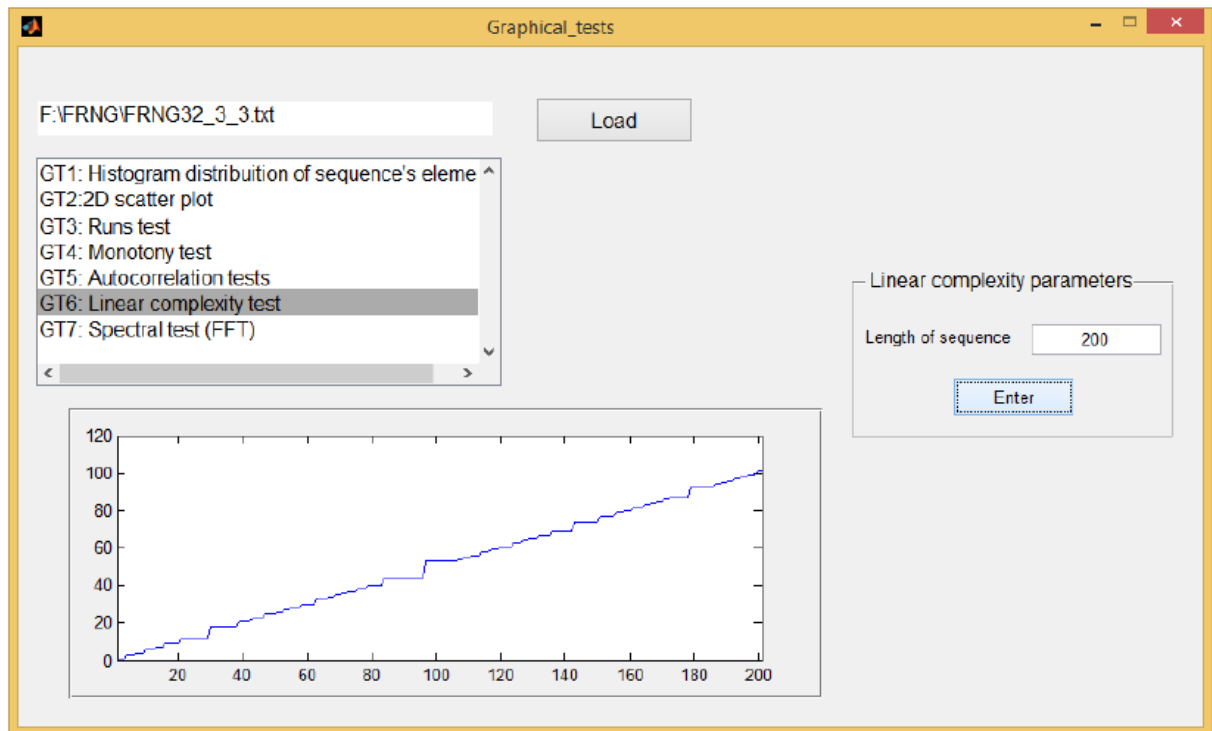 Graphical_tests
F:\FRNG\FRNG32_3_3.txt
Load
GT1: Histogram distribuition of sequence's eleme
GT2:2D scatter plot
GT3: Runs test
GT4: Monotony test
GT5: Autocorrelation tests
GT6: Linear complexity test
GT7: Spectral test (FFT)
Linear complexity parameters
Length of sequence 200
Enter
120
100
80
60
40
20
0
20 40 60 80 100 120 140 160 180 200